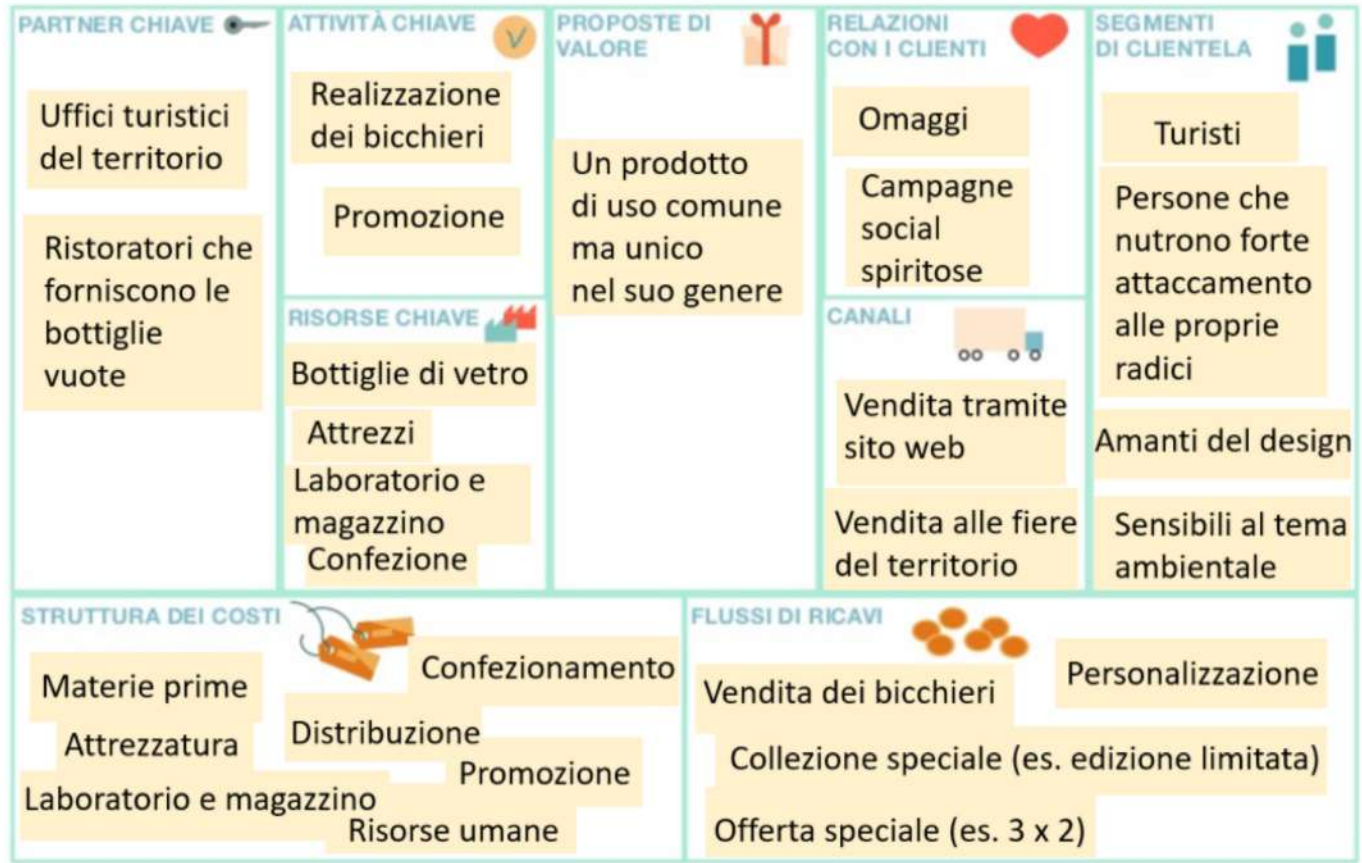 PARTNER CHIAVE
Uffici turistici
del territorio
Ristoratori che
forniscono le
bottiglie
vuote
ATTIVITÀ CHIAVE
Realizzazione
dei bicchieri
Promozione
RISORSE CHIAVE
Bottiglie di vetro
Attrezzi
Laboratorio e
magazzino
Confezione
PROPOSTE DI
VALORE
Un prodotto
di uso comune
ma unico
nel suo genere
RELAZIONI
CON I CLIENTI
Omaggi
Campagne
social
spiritose
CANALI
Vendita tramite
sito web
Vendita alle fiere
del territorio
SEGMENTI
DI CLIENTELA
Turisti
Persone che
nutrono forte
attaccamento
alle proprie
radici
Amanti del design
Sensibili al tema
ambientale
STRUTTURA DEI COSTI
Confezionamento
Materie prime
Distribuzione
Attrezzatura
Promozione
Laboratorio e magazzino
Risorse umane
FLUSSI DI RICAVI
Personalizzazione
Vendita dei bicchieri
Collezione speciale (es. edizione limitata)
Offerta speciale (es. 3 x 2)